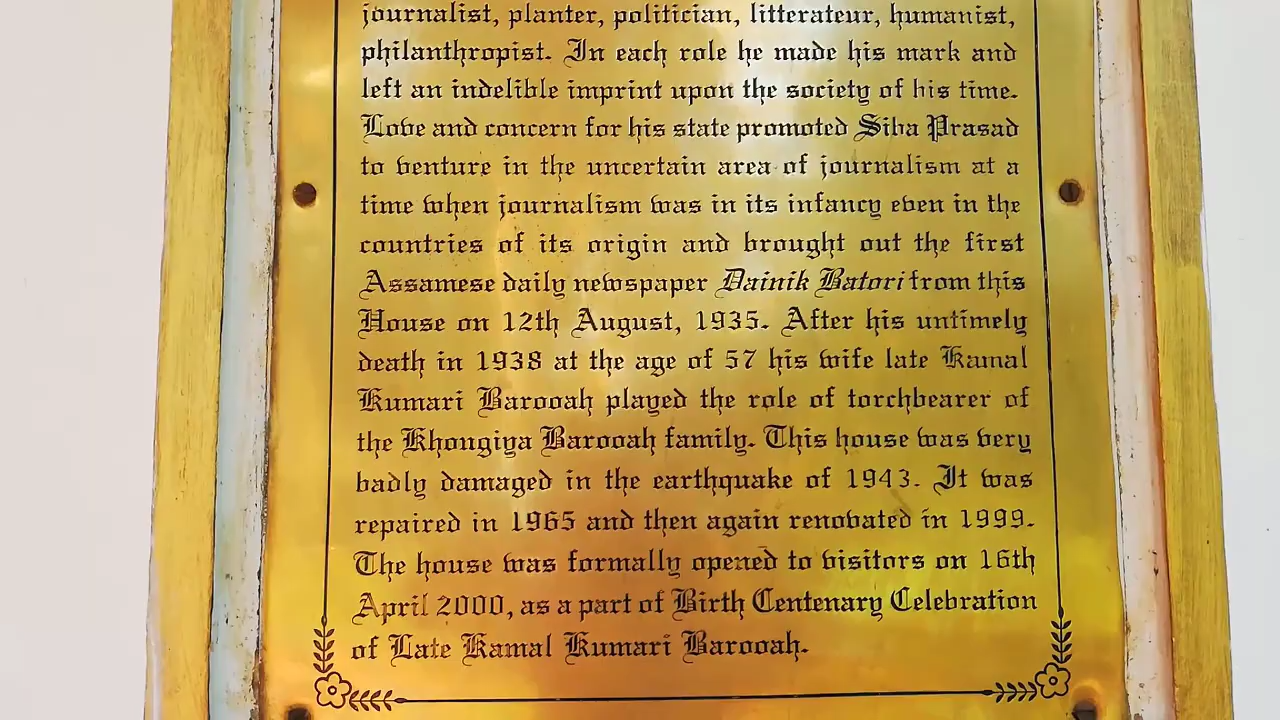 journalist, planter, politician, litterateur, humanist,
philanthropist. In each role he made his mark and
left an indelible imprint upon the society of his time.
Love and concern for his state promoted Siba Prasad
to venture in the uncertain area of journalism at a
time when journalism was in its infancy even in the
countries of its origin and brought out the first
Assamese daily newspaper Dainik Batori from this
House on 12th August, 1935. After his untimely
death in 1938 at the age of 57 his wife late Kamal
Kumari Barooah played the role of torchbearer of
the Khongiya Barooah family. This house was very
badly damaged in the earthquake of 1943. It was
repaired in 1965 and then again renovated in 1999.
The house was formally opened to visitors on 16th
April 2000, as a part of Birth Centenary Celebration
of Late Kamal Kumari Barooah.